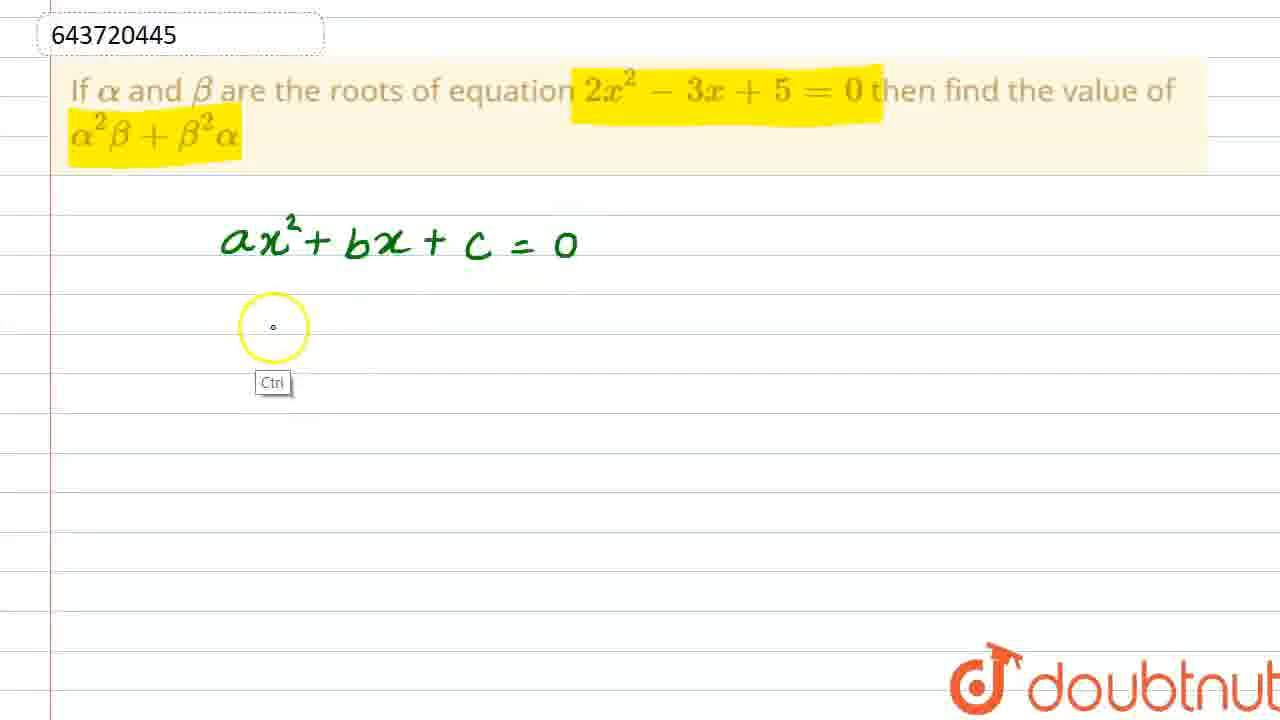 643720445
If α and β are the roots of equation 2x² − 3x + 5 = 0 then find the value of
α²β + β²α
ax² + bx + c = 0
Ctrl
doubtnut